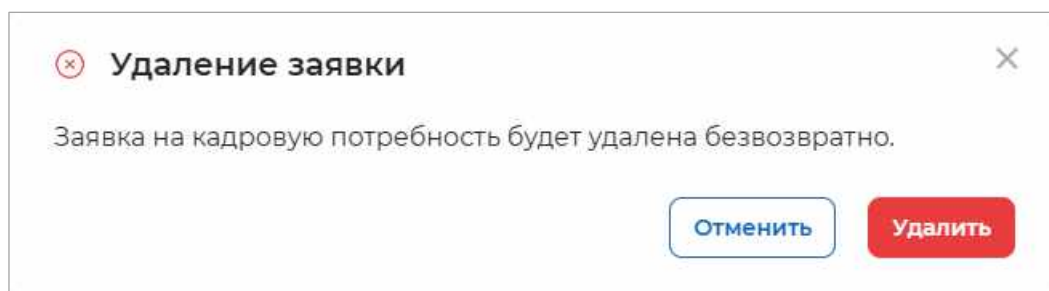 Удаление заявки
Заявка на кадровую потребность будет удалена безвозвратно.
Отменить Удалить